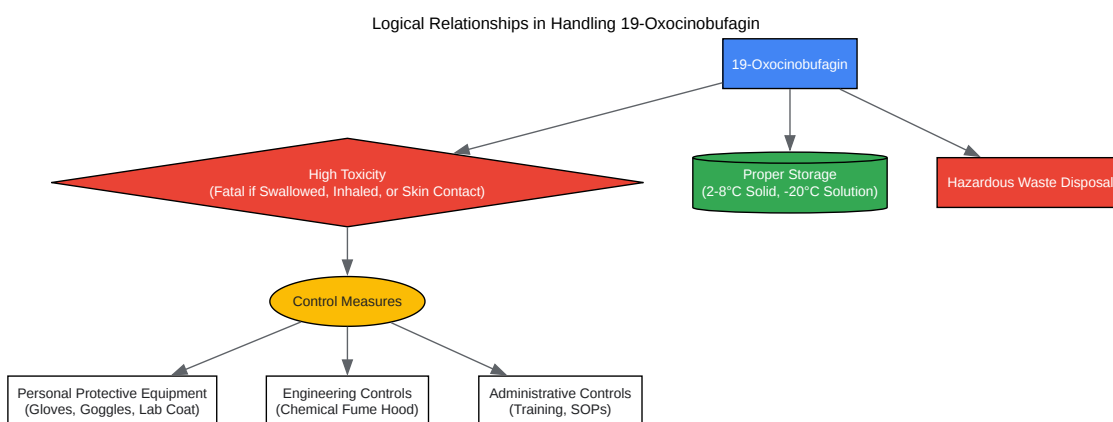 Logical Relationships in Handling 19-Oxocinobufagin
19-Oxocinobufagin
High Toxicity
(Fatal if Swallowed, Inhaled, or Skin Contact)
Proper Storage
(2-8°C Solid, -20°C Solution)
Hazardous Waste Disposal
Control Measures
Personal Protective Equipment
(Gloves, Goggles, Lab Coat)
Engineering Controls
(Chemical Fume Hood)
Administrative Controls
(Training, SOPs)